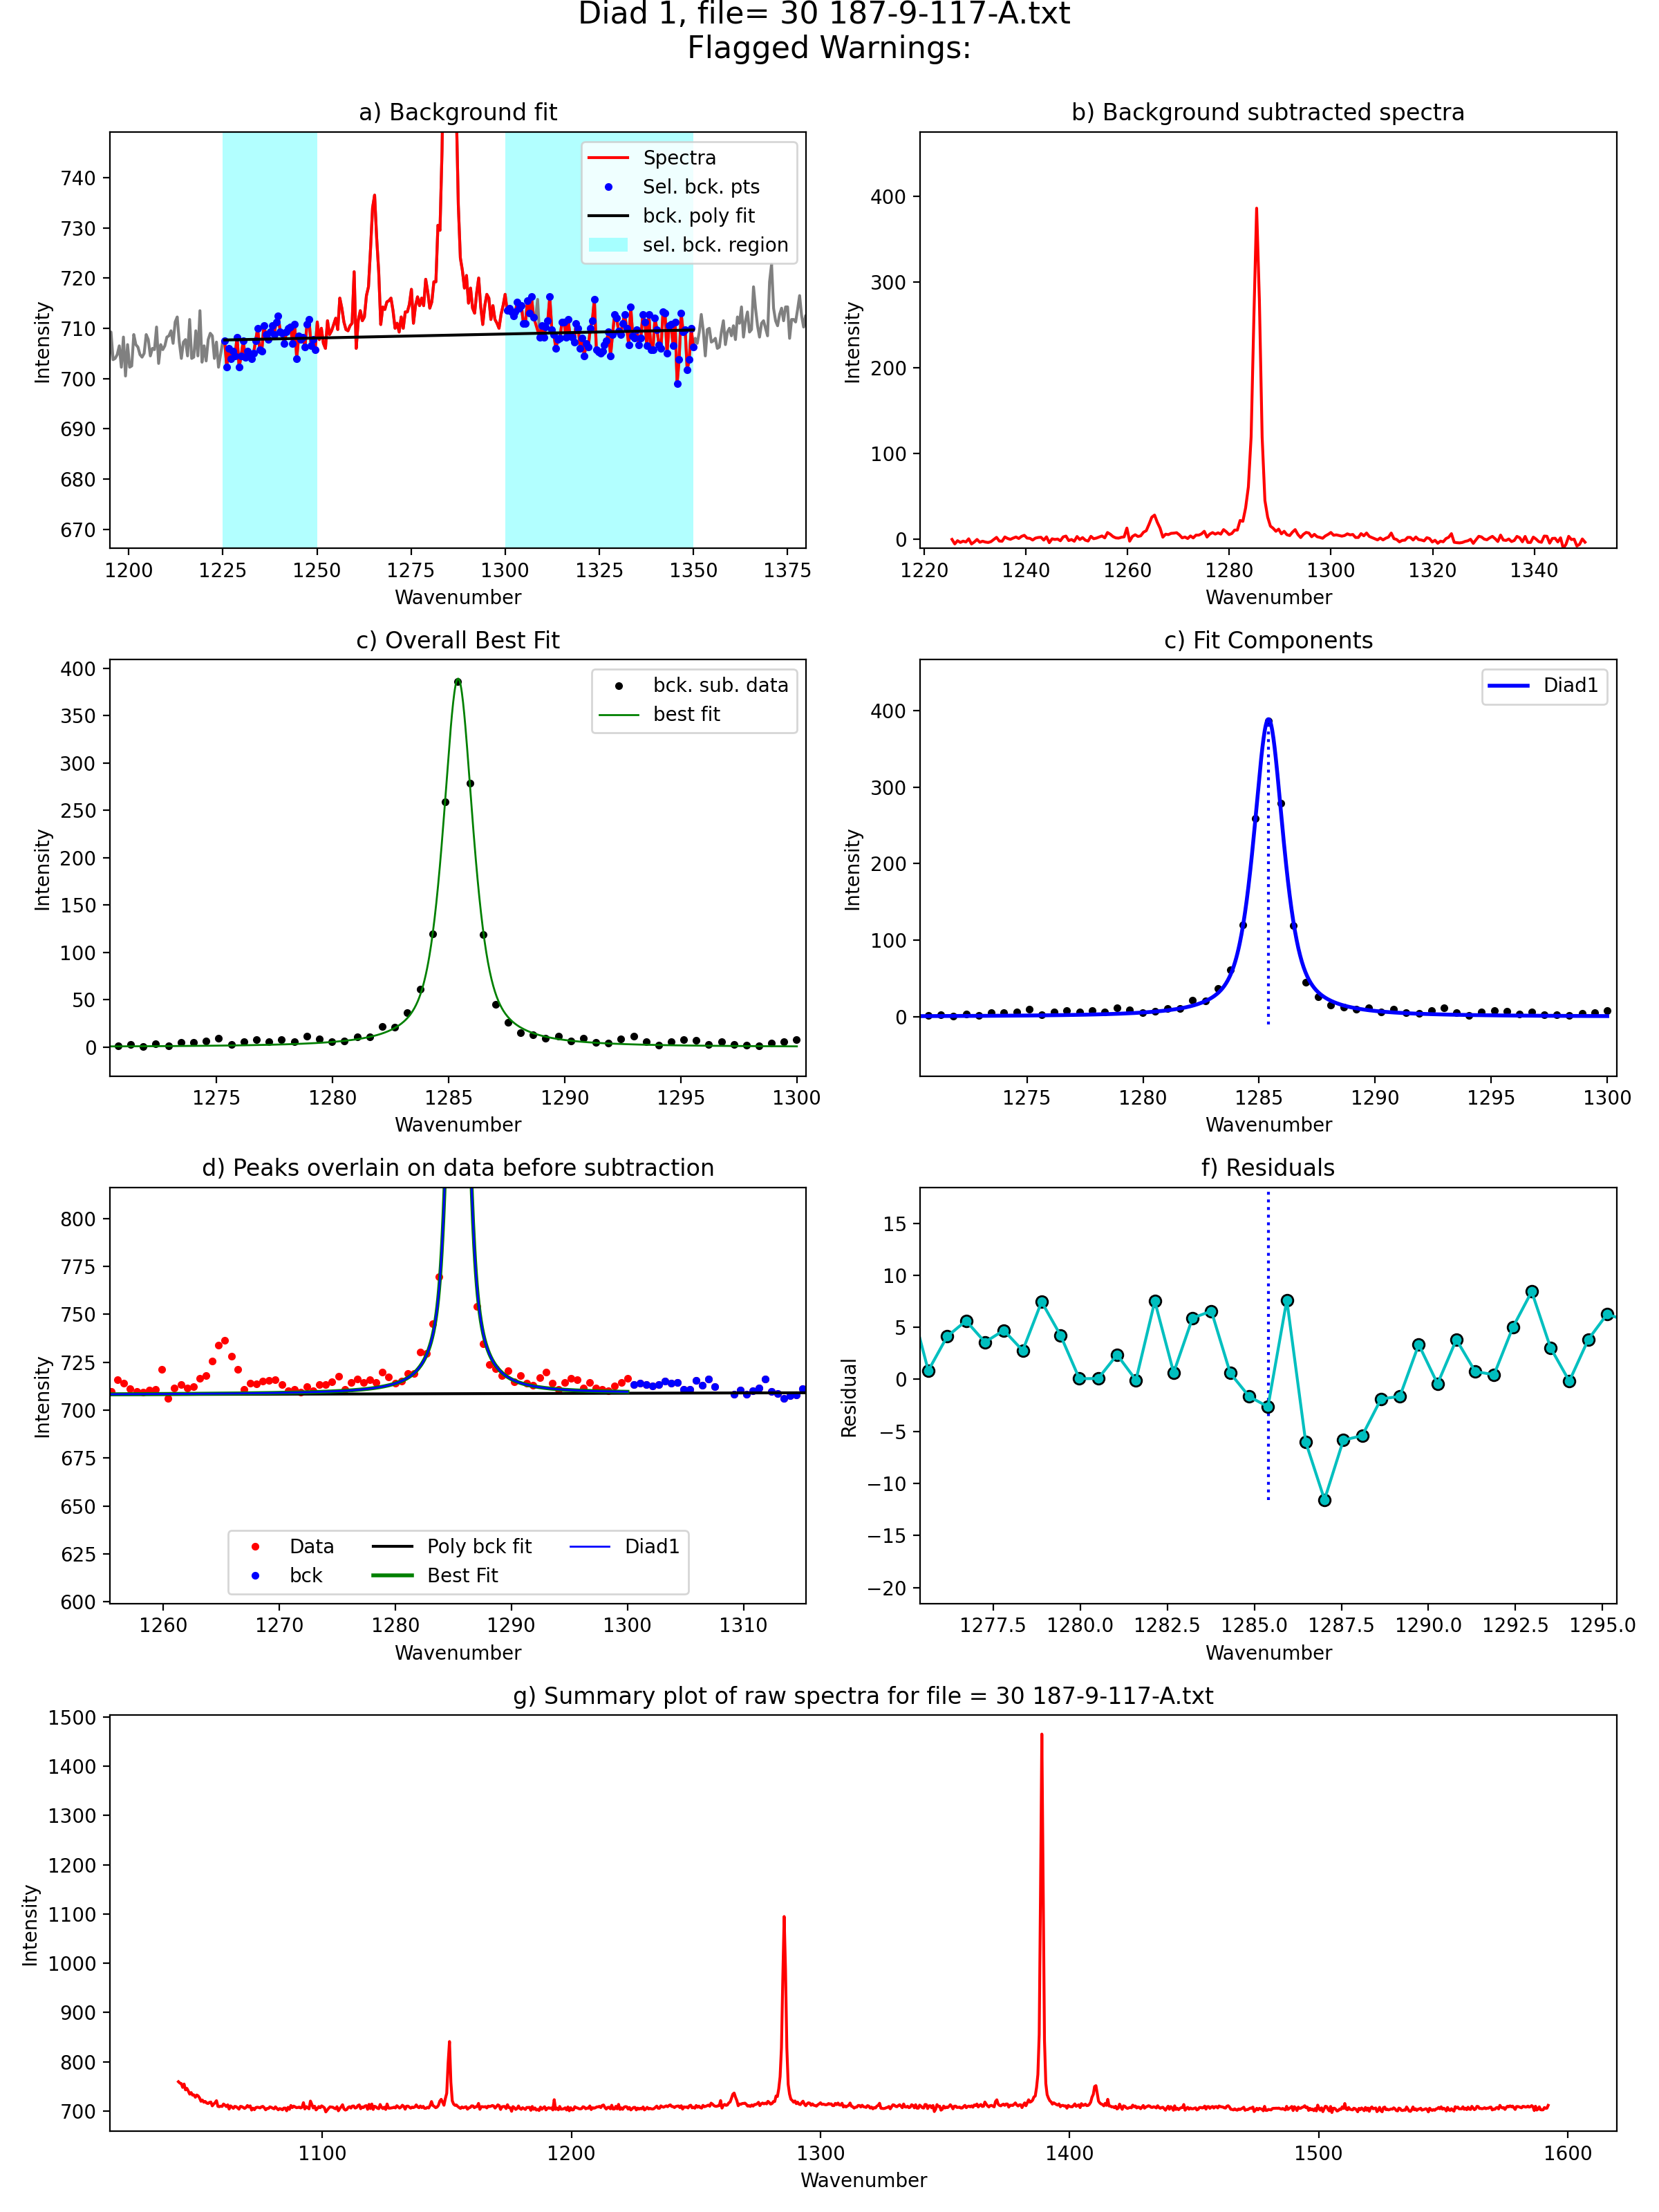 Diad 1, file= 30 187-9-117-A.txt
Flagged Warnings:
a) Background fit
740
730
720
710
700
690
680
670
Intensity
Spectra
Sel. bck. pts
bck. poly fit
sel. bck. region
1200 1225 1250 1275 1300 1325 1350 1375
Wavenumber
b) Background subtracted spectra
400
300
200
100
0
Intensity
1220 1240 1260 1280 1300 1320 1340
Wavenumber
c) Overall Best Fit
400
350
300
250
200
150
100
50
0
Intensity
bck. sub. data
best fit
1275 1280 1285 1290 1295 1300
Wavenumber
c) Fit Components
400
300
200
100
0
Intensity
Diad1
1275 1280 1285 1290 1295 1300
Wavenumber
d) Peaks overlain on data before subtraction
800
775
750
725
700
675
650
625
600
Intensity
Data
bck
Poly bck fit
Best Fit
Diad1
1260 1270 1280 1290 1300 1310
Wavenumber
f) Residuals
15
10
5
0
−5
−10
−15
−20
Residual
1277.5 1280.0 1282.5 1285.0 1287.5 1290.0 1292.5 1295.0
Wavenumber
g) Summary plot of raw spectra for file = 30 187-9-117-A.txt
1500
1400
1300
1200
1100
1000
900
800
700
Intensity
1100 1200 1300 1400 1500 1600
Wavenumber